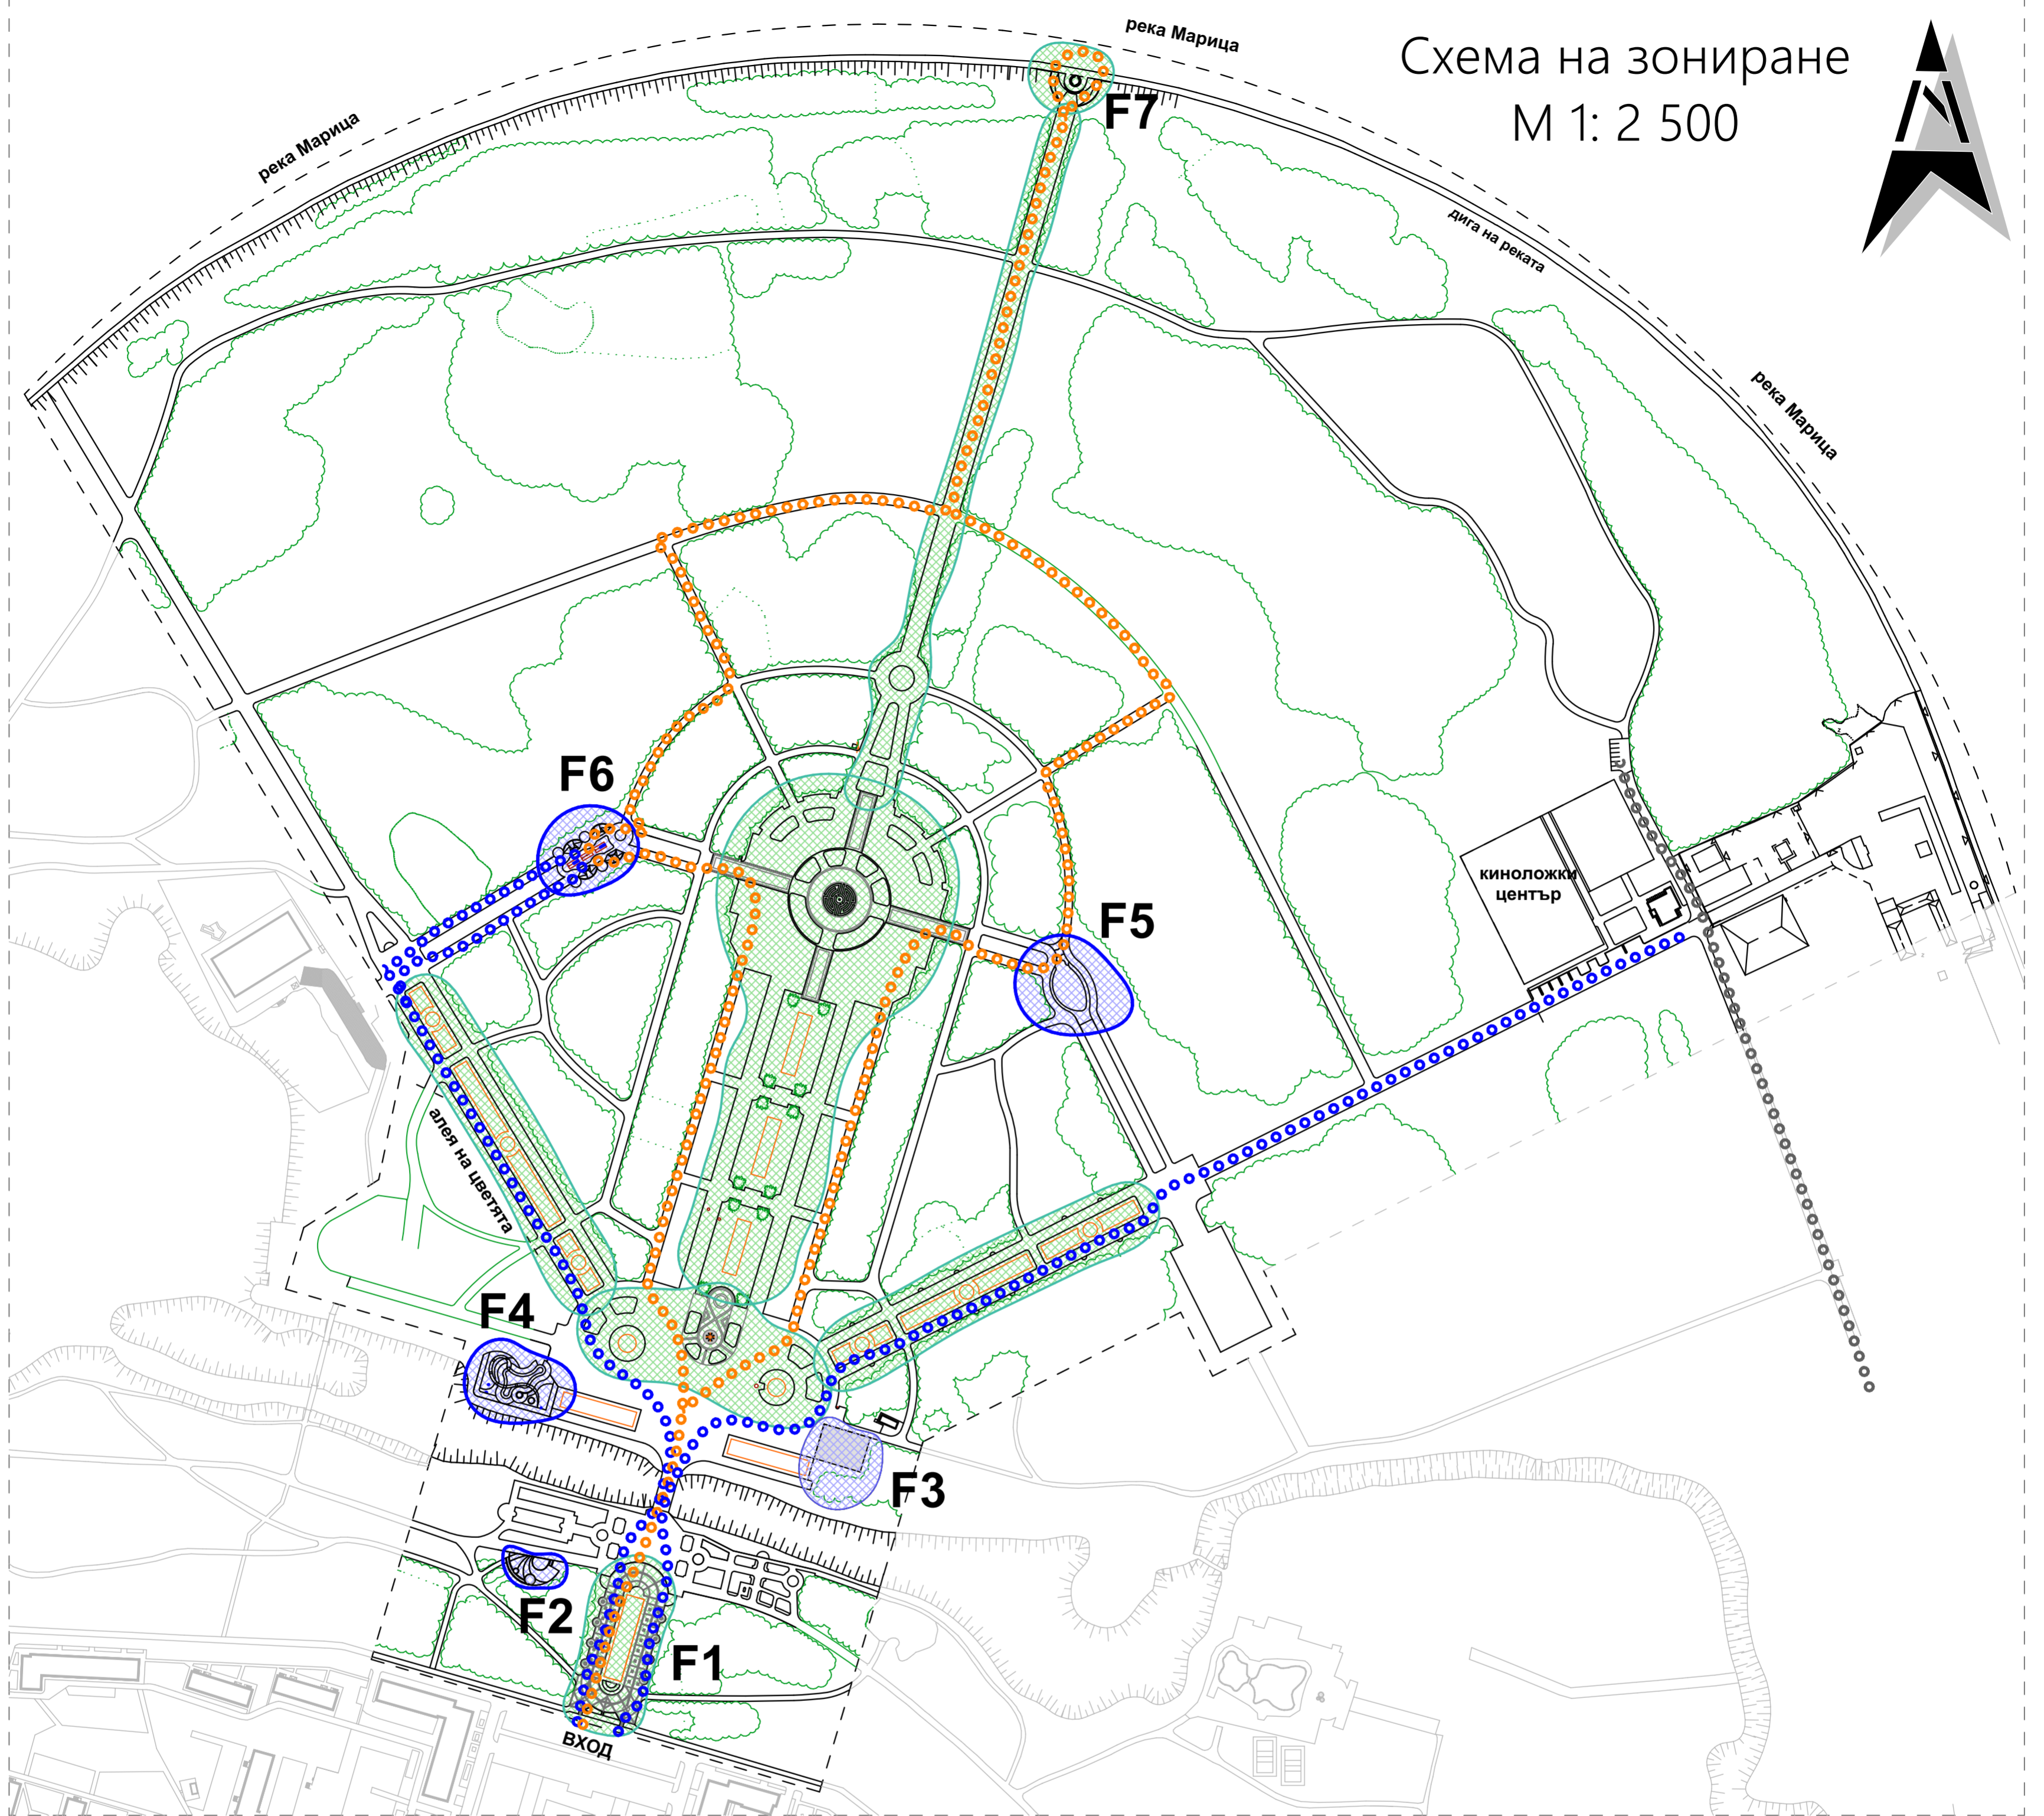 река Марица
Схема на зониране
М 1: 2 500
N
F7
река Марица
дига на реката
река Марица
F6
киноложки
център
F5
алея на цветята
F4
F3
F2
F1
ВХОД